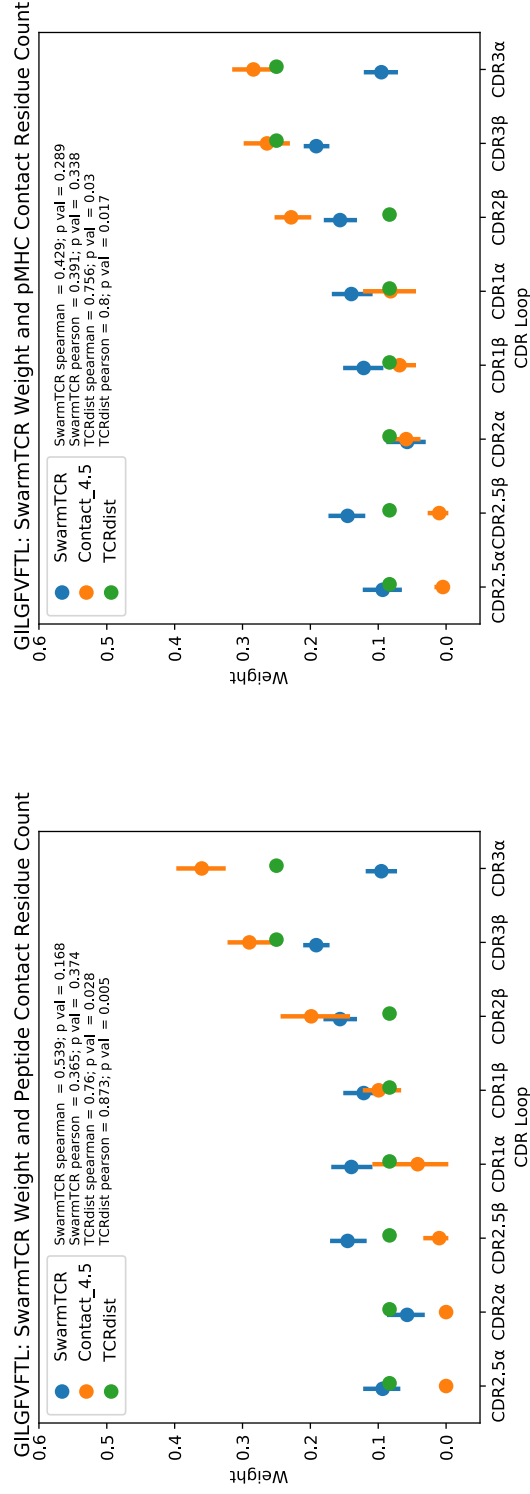 GILGFVFTL: SwarmTCR Weight and Peptide Contact Residue Count
SwarmTCR
Contact_4.5
TCRdist
SwarmTCR spearman = 0.539; p val = 0.168
SwarmTCR pearson = 0.365; p val = 0.374
TCRdist spearman = 0.76; p val = 0.028
TCRdist pearson = 0.873; p val = 0.005
Weight
0.6
0.5
0.4
0.3
0.2
0.1
0.0
CDR2.5α CDR2α CDR2.5β CDR1α CDR1β CDR2β CDR3β CDR3α
CDR Loop
GILGFVFTL: SwarmTCR Weight and pMHC Contact Residue Count
SwarmTCR
Contact_4.5
TCRdist
SwarmTCR spearman = 0.429; p val = 0.289
SwarmTCR pearson = 0.391; p val = 0.338
TCRdist spearman = 0.756; p val = 0.03
TCRdist pearson = 0.8; p val = 0.017
Weight
0.6
0.5
0.4
0.3
0.2
0.1
0.0
CDR2.5αCDR2.5β CDR2α CDR1β CDR1α CDR2β CDR3β CDR3α
CDR Loop